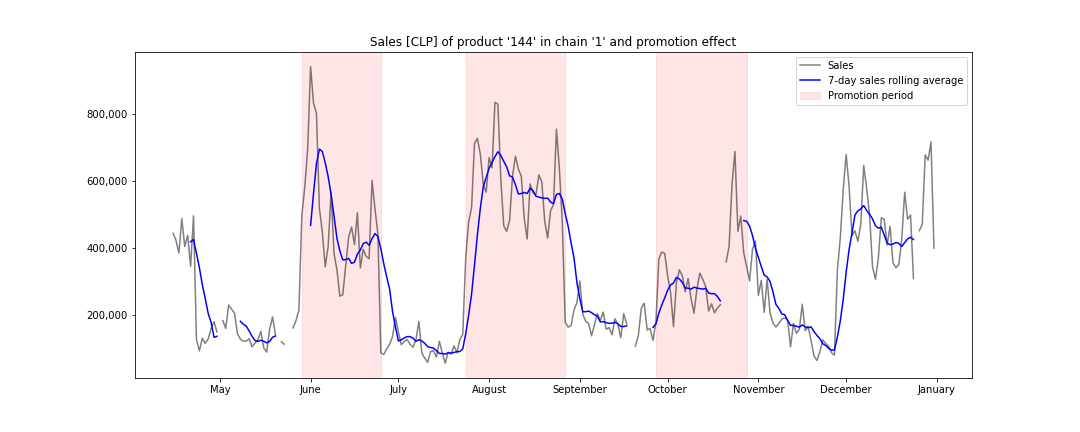 Sales [CLP] of product '144' in chain '1' and promotion effect
Sales
7-day sales rolling average
Promotion period
800,000
600,000
400,000
200,000
May
June
July
August
September
October
November
December
January